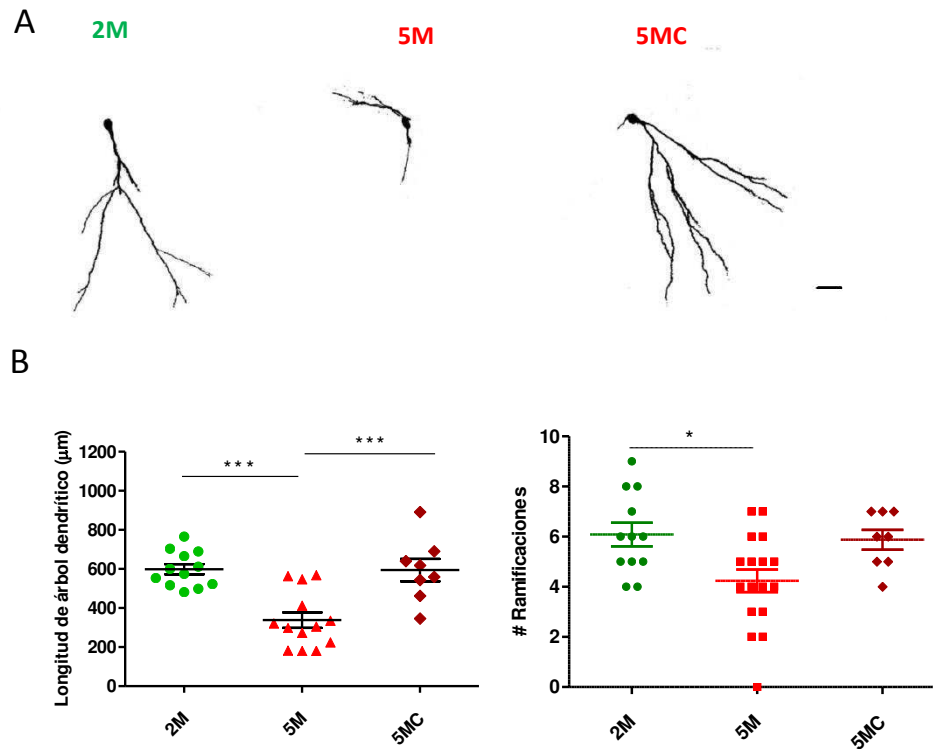 A
2M
5M
5MC
B
Longitud de árbol dendrítico (µm)
1200
1000
800
600
400
200
0
***
***
2M
5M
5MC
# Ramificaciones
10
8
6
4
2
0
*
2M
5M
5MC